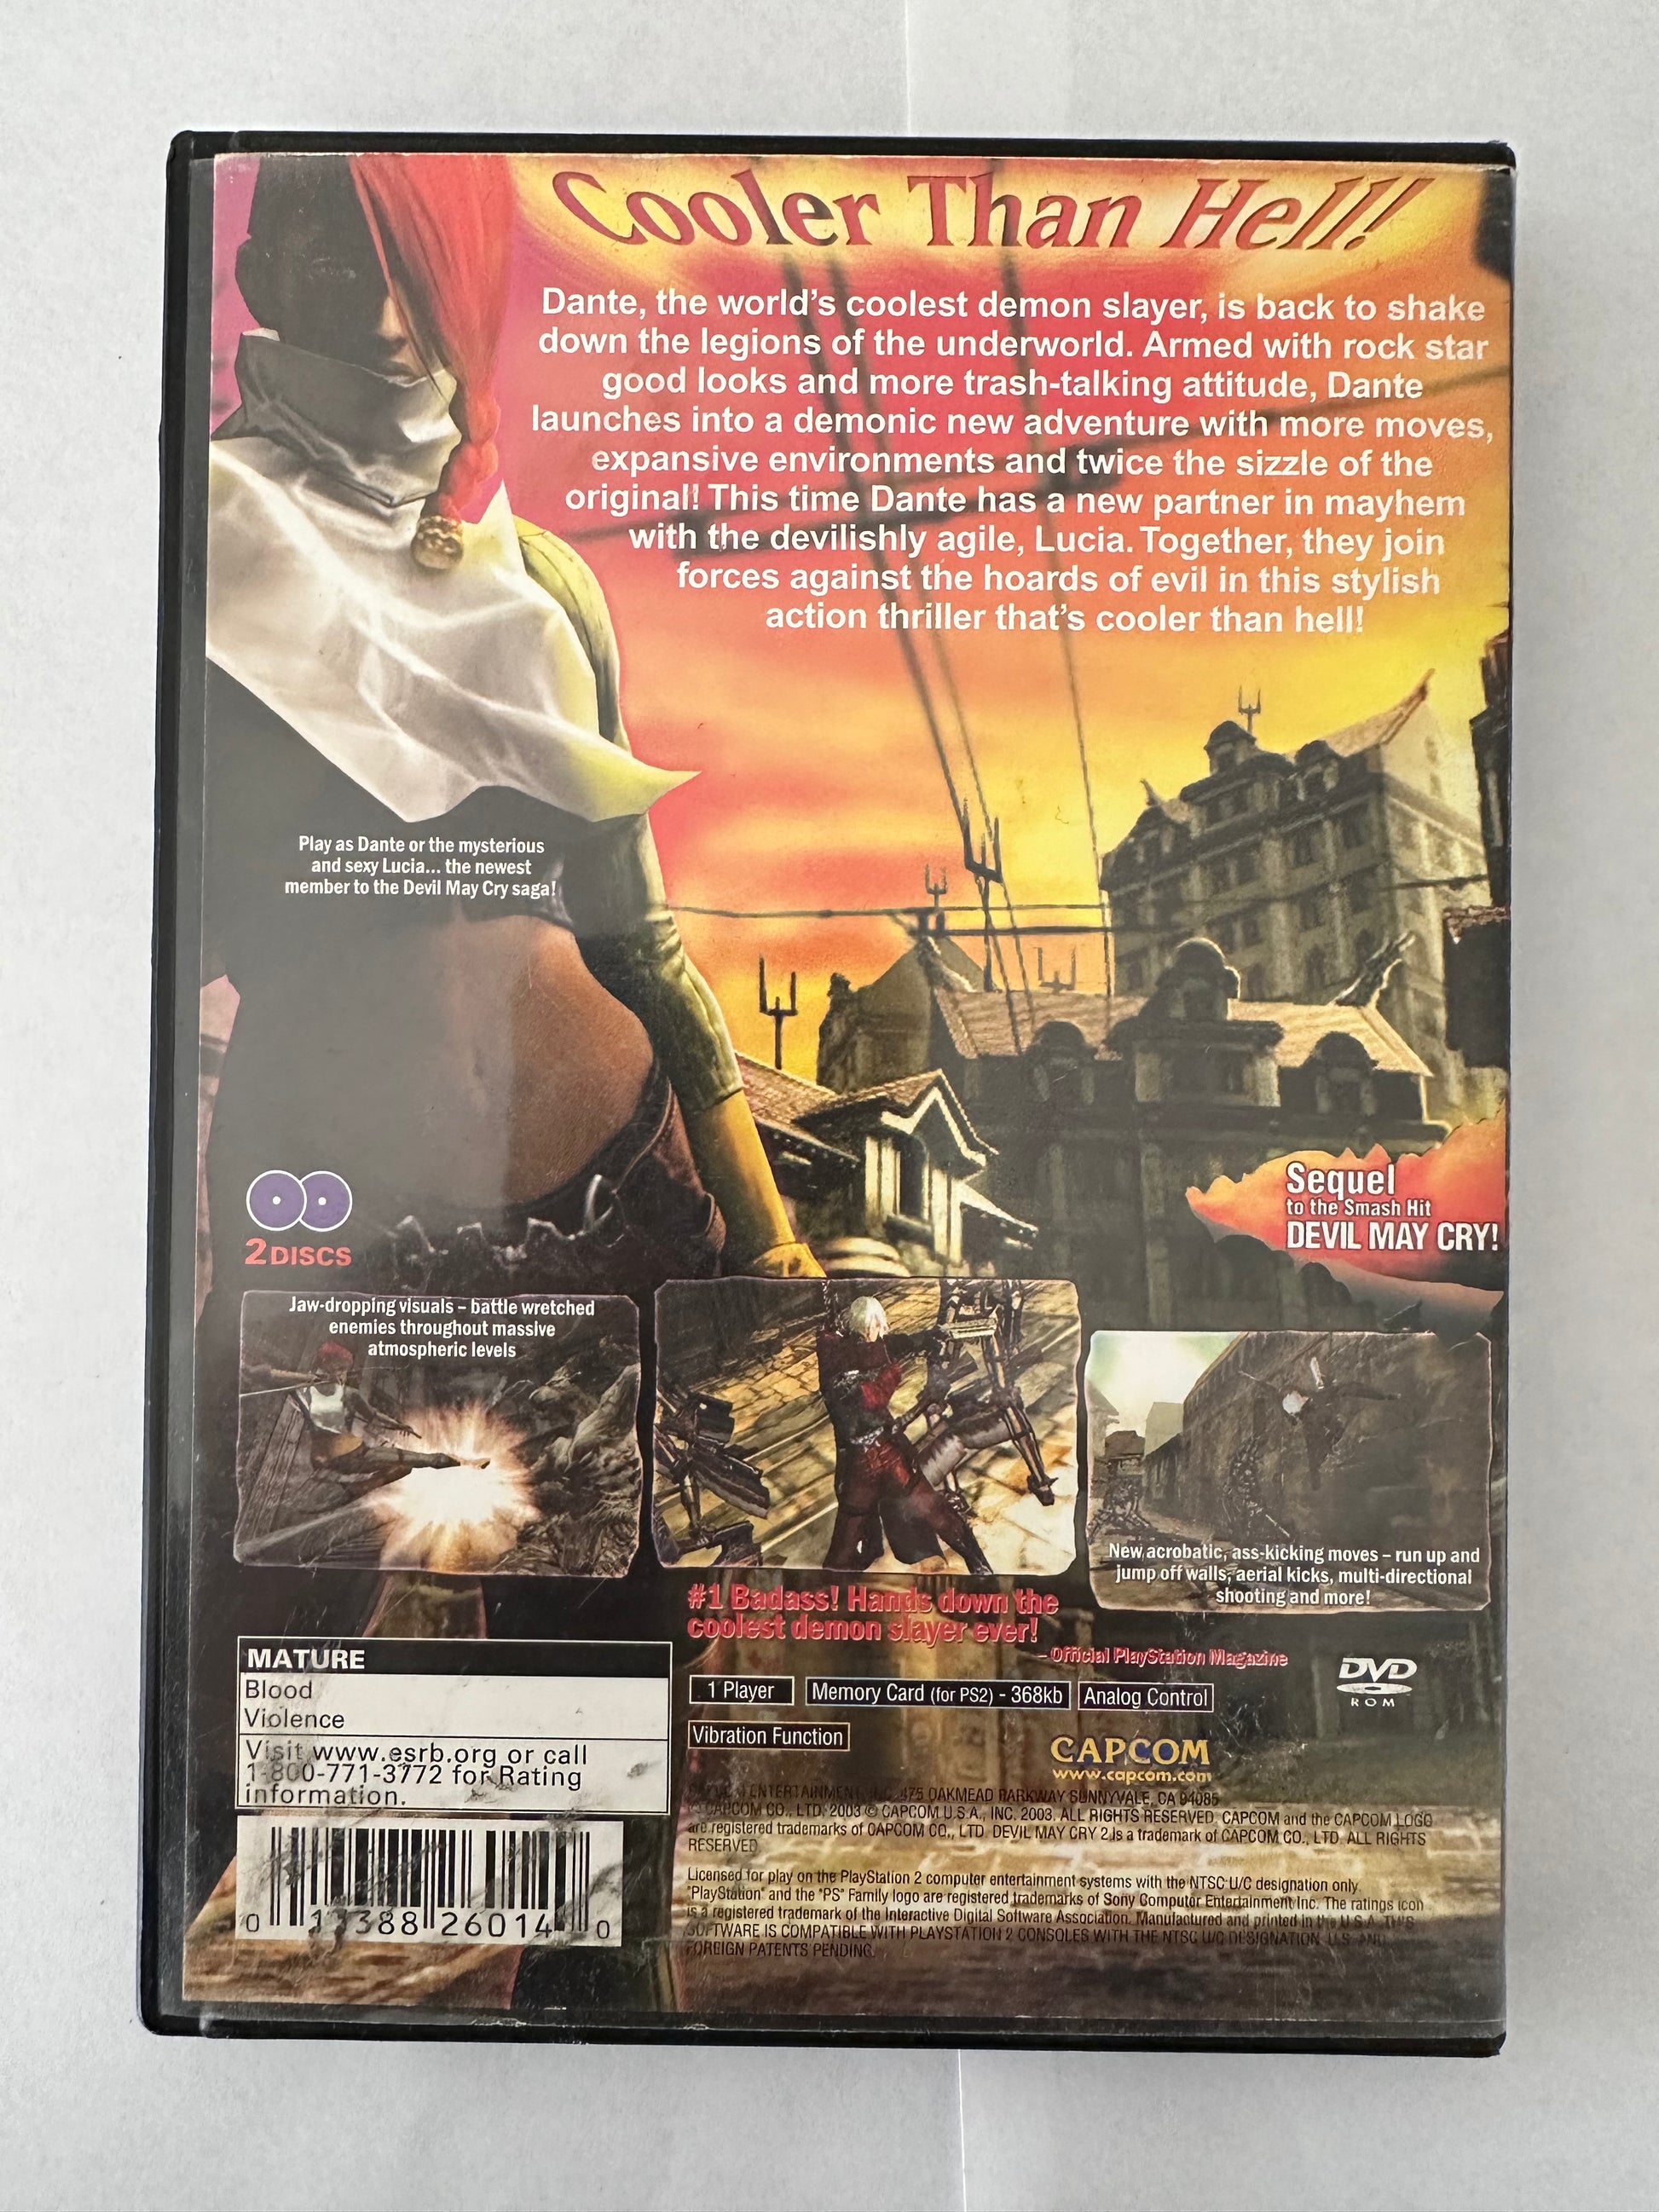 Cooler Than Hell!
Dante, the world's coolest demon slayer, is back to shake
down the legions of the underworld. Armed with rock star
good looks and more trash-talking attitude, Dante
launches into a demonic new adventure with more moves,
expansive environments and twice the sizzle of the
original! This time Dante has a new partner in mayhem
with the devilishly agile, Lucia. Together, they join
forces against the hoards of evil in this stylish
action thriller that's cooler than hell!
Play as Dante or the mysterious
and sexy Lucia... the newest
member to the Devil May Cry saga!
2 DISCS
Sequel
to the Smash Hit
DEVIL MAY CRY!
Jaw-dropping visuals – battle wretched
enemies throughout massive
atmospheric levels
New acrobatic, ass-kicking moves – run up and
jump off walls, aerial kicks, multi-directional
shooting and more!
#1 Badass! Hands down the
coolest demon slayer ever!
– Official PlayStation Magazine
MATURE
Blood
Violence
Visit www.esrb.org or call
1-800-771-3772 for Rating
information.
1 Player
Memory Card (for PS2) - 368kb
Analog Control
Vibration Function
DVD
ROM
CAPCOM
www.capcom.com
ENTERTAINMENT, 475 OAKMEAD PARKWAY SUNNYVALE, CA 94085
© CAPCOM CO., LTD. 2003 © CAPCOM U.S.A., INC. 2003. ALL RIGHTS RESERVED. CAPCOM and the CAPCOM LOGO
are registered trademarks of CAPCOM CO., LTD. DEVIL MAY CRY 2 is a trademark of CAPCOM CO., LTD. ALL RIGHTS
RESERVED.
Licensed for play on the PlayStation 2 computer entertainment systems with the NTSC U/C designation only.
"PlayStation" and the "PS" Family logo are registered trademarks of Sony Computer Entertainment Inc. The ratings icon
is a registered trademark of the Interactive Digital Software Association. Manufactured and printed in the U.S.A. THIS
SOFTWARE IS COMPATIBLE WITH PLAYSTATION 2 CONSOLES WITH THE NTSC U/C DESIGNATION. U.S. AND
FOREIGN PATENTS PENDING.
0 13388 26014 0